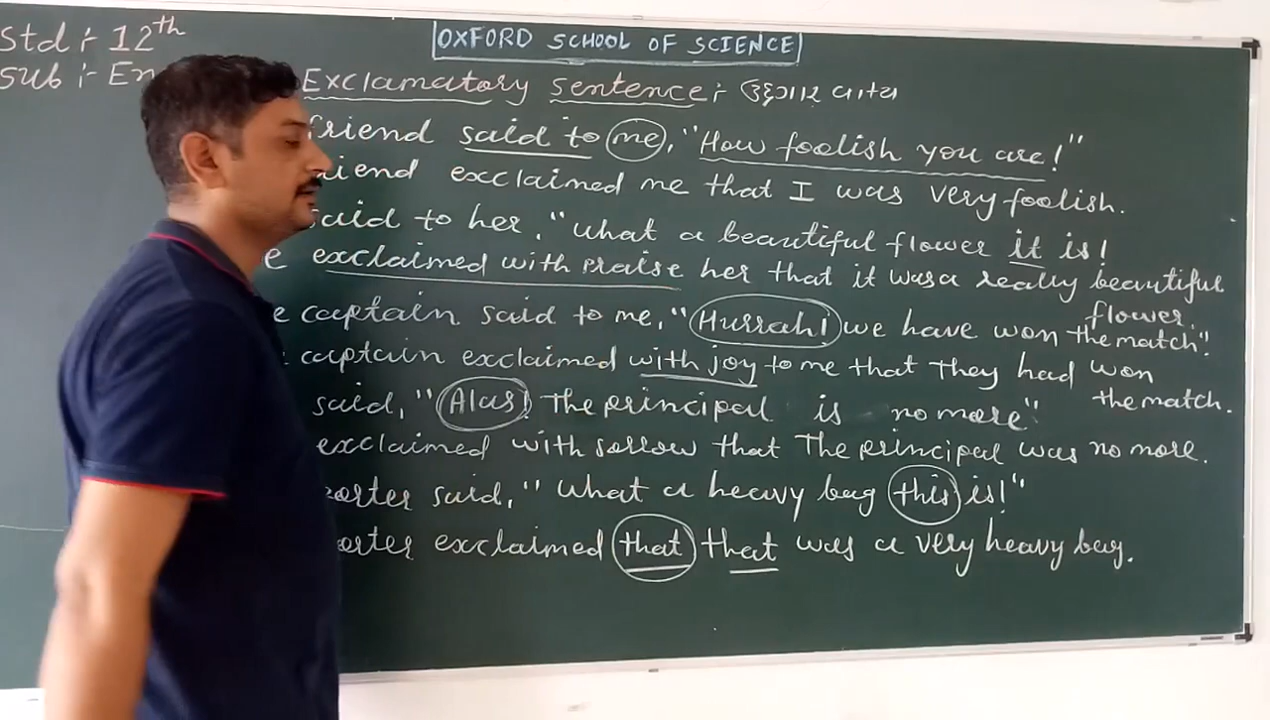 Std :- 12th
OXFORD SCHOOL OF SCIENCE
Sub :- En
Exclamatory sentence :- ઉદ્દગાર વાક્ય
friend said to me, "How foolish you are!"
iend exclaimed me that I was very foolish.
said to her, "What a beautiful flower it is!
e exclaimed with praise her that it was a really beautiful flower.
e captain said to me, "Hurrah! we have won the match".
captain exclaimed with joy to me that they had won the match.
said, "Alas! The principal is no more"
exclaimed with sorrow that The principal was no more.
orter said, "What a heavy bag this is!"
orter exclaimed that that was a very heavy bag.